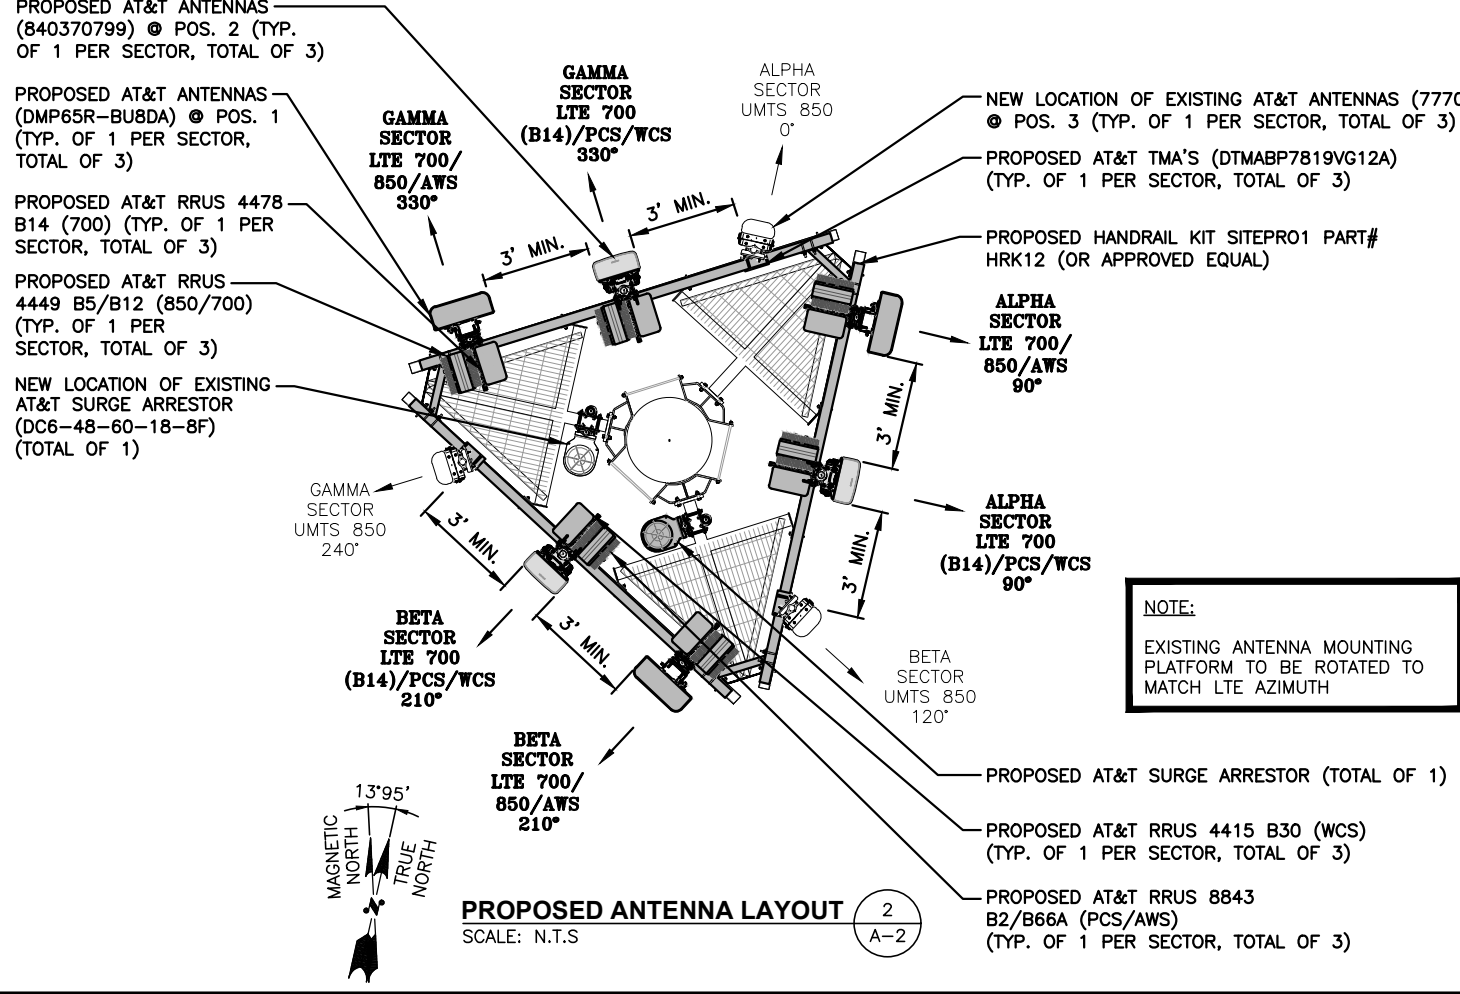 PROPOSED AT&T ANTENNAS
(840370799) @ POS. 2 (TYP.
OF 1 PER SECTOR, TOTAL OF 3)
PROPOSED AT&T ANTENNAS
(DMP65R-BU8DA) @ POS. 1
(TYP. OF 1 PER SECTOR,
TOTAL OF 3)
PROPOSED AT&T RRUS 4478
B14 (700) (TYP. OF 1 PER
SECTOR, TOTAL OF 3)
PROPOSED AT&T RRUS
4449 B5/B12 (850/700)
(TYP. OF 1 PER
SECTOR, TOTAL OF 3)
NEW LOCATION OF EXISTING
AT&T SURGE ARRESTOR
(DC6-48-60-18-8F)
(TOTAL OF 1)
GAMMA
SECTOR
LTE 700/
850/AWS
330°
GAMMA
SECTOR
LTE 700
(B14)/PCS/WCS
330°
ALPHA
SECTOR
UMTS 850
0°
3' MIN.
3' MIN.
NEW LOCATION OF EXISTING AT&T ANTENNAS (7770
@ POS. 3 (TYP. OF 1 PER SECTOR, TOTAL OF 3)
PROPOSED AT&T TMA'S (DTMABP7819VG12A)
(TYP. OF 1 PER SECTOR, TOTAL OF 3)
PROPOSED HANDRAIL KIT SITEPRO1 PART#
HRK12 (OR APPROVED EQUAL)
ALPHA
SECTOR
LTE 700/
850/AWS
90°
3' MIN.
ALPHA
SECTOR
LTE 700
(B14)/PCS/WCS
90°
3' MIN.
GAMMA
SECTOR
UMTS 850
240°
3' MIN.
BETA
SECTOR
LTE 700
(B14)/PCS/WCS
210°
3' MIN.
BETA
SECTOR
UMTS 850
120°
BETA
SECTOR
LTE 700/
850/AWS
210°
NOTE:
EXISTING ANTENNA MOUNTING
PLATFORM TO BE ROTATED TO
MATCH LTE AZIMUTH
PROPOSED AT&T SURGE ARRESTOR (TOTAL OF 1)
PROPOSED AT&T RRUS 4415 B30 (WCS)
(TYP. OF 1 PER SECTOR, TOTAL OF 3)
PROPOSED AT&T RRUS 8843
B2/B66A (PCS/AWS)
(TYP. OF 1 PER SECTOR, TOTAL OF 3)
13°95'
MAGNETIC
NORTH
TRUE
NORTH
N
PROPOSED ANTENNA LAYOUT
SCALE: N.T.S
2
A-2